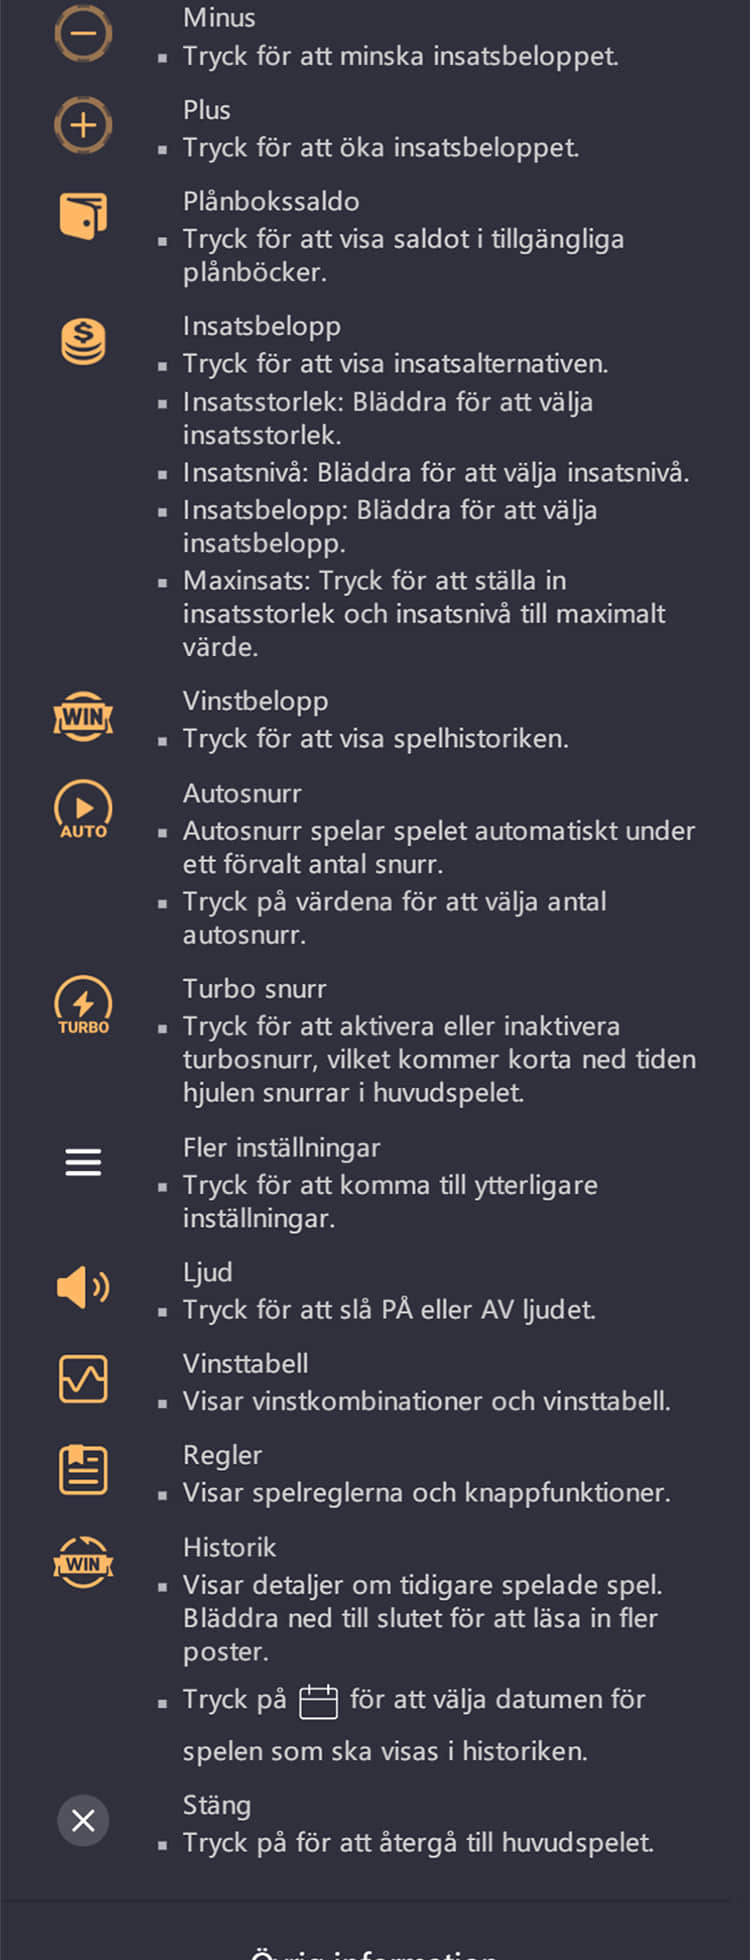 Minus
▪ Tryck för att minska insatsbeloppet.
Plus
▪ Tryck för att öka insatsbeloppet.
Plånbokssaldo
▪ Tryck för att visa saldot i tillgängliga
plånböcker.
Insatsbelopp
▪ Tryck för att visa insatsalternativen.
▪ Insatsstorlek: Bläddra för att välja
insatsstorlek.
▪ Insatsnivå: Bläddra för att välja insatsnivå.
▪ Insatsbelopp: Bläddra för att välja
insatsbelopp.
▪ Maxinsats: Tryck för att ställa in
insatsstorlek och insatsnivå till maximalt
värde.
WIN
Vinstbelopp
▪ Tryck för att visa spelhistoriken.
AUTO
Autosnurr
▪ Autosnurr spelar spelet automatiskt under
ett förvalt antal snurr.
▪ Tryck på värdena för att välja antal
autosnurr.
TURBO
Turbo snurr
▪ Tryck för att aktivera eller inaktivera
turbosnurr, vilket kommer korta ned tiden
hjulen snurrar i huvudspelet.
Fler inställningar
▪ Tryck för att komma till ytterligare
inställningar.
Ljud
▪ Tryck för att slå PÅ eller AV ljudet.
Vinsttabell
▪ Visar vinstkombinationer och vinsttabell.
Regler
▪ Visar spelreglerna och knappfunktioner.
WIN
Historik
▪ Visar detaljer om tidigare spelade spel.
Bläddra ned till slutet för att läsa in fler
poster.
▪ Tryck på för att välja datumen för
spelen som ska visas i historiken.
Stäng
▪ Tryck på för att återgå till huvudspelet.
Övrig information